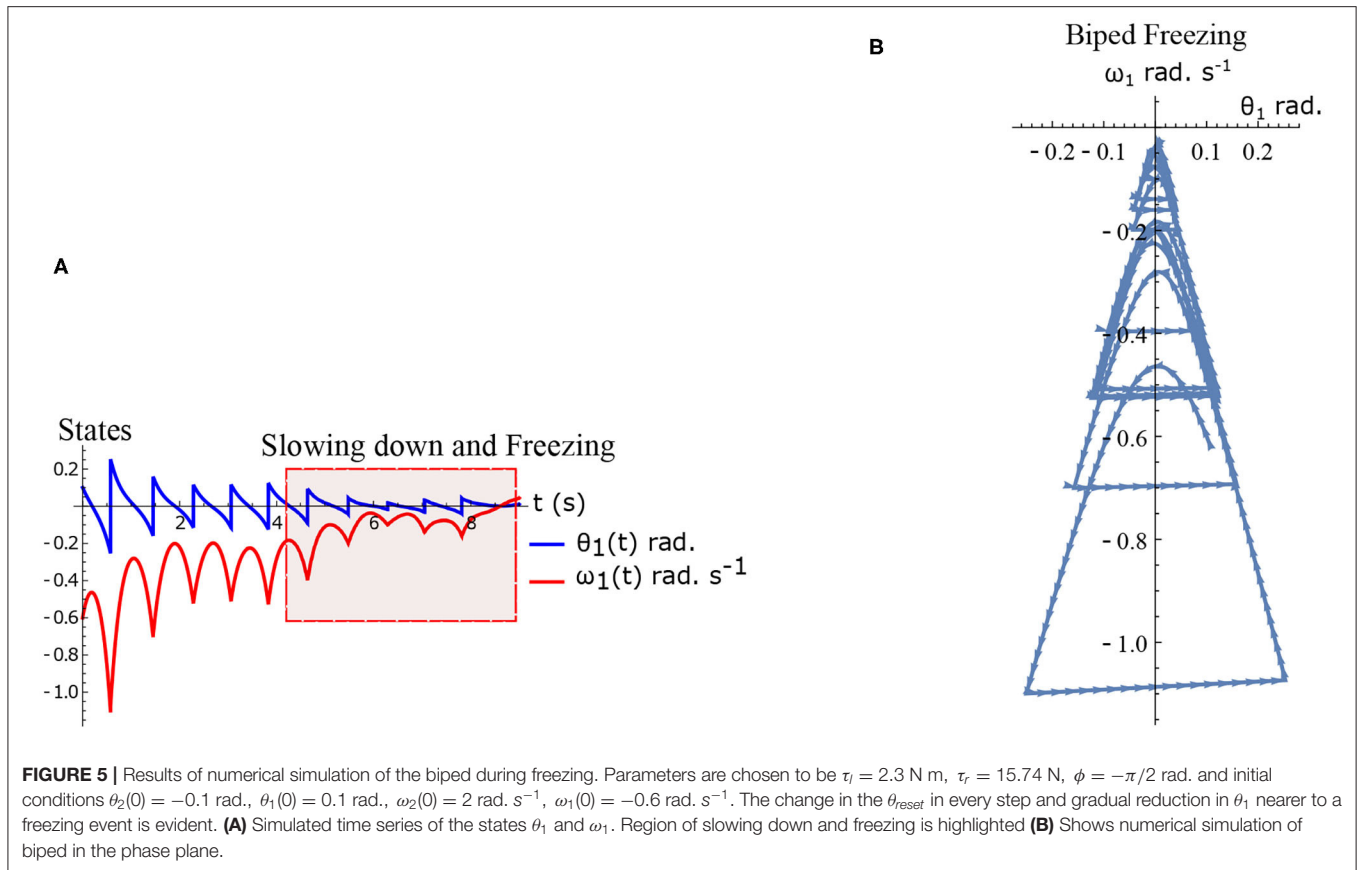 B
Biped Freezing
ω1 rad. s-1
θ1 rad.
- 0.2 - 0.1 0.1 0.2
- 0.2
- 0.4
- 0.6
- 0.8
- 1.0
A
States
Slowing down and Freezing
0.2
2 4 6 8 t (s)
- 0.2
- 0.4
- 0.6
- 0.8
- 1.0
θ1(t) rad.
ω1(t) rad. s-1
FIGURE 5 | Results of numerical simulation of the biped during freezing. Parameters are chosen to be τl = 2.3 N m, τr = 15.74 N, ϕ = −π/2 rad. and initial
conditions θ2(0) = −0.1 rad., θ1(0) = 0.1 rad., ω2(0) = 2 rad. s−1, ω1(0) = −0.6 rad. s−1. The change in the θreset in every step and gradual reduction in θ1 nearer to a
freezing event is evident. (A) Simulated time series of the states θ1 and ω1. Region of slowing down and freezing is highlighted (B) Shows numerical simulation of
biped in the phase plane.